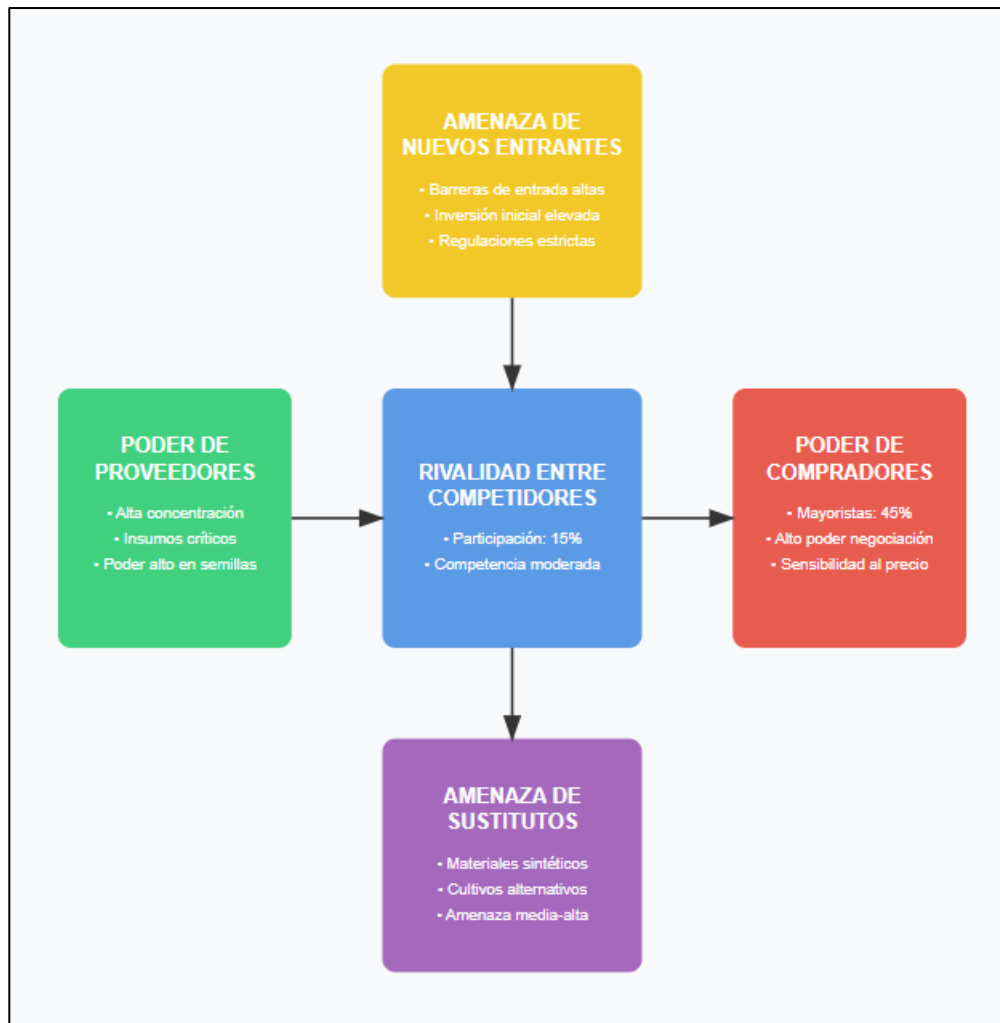 AMENAZA DE
NUEVOS ENTRANTES
• Barreras de entrada altas
• Inversión inicial elevada
• Regulaciones estrictas
PODER DE
PROVEEDORES
• Alta concentración
• Insumos críticos
• Poder alto en semillas
RIVALIDAD ENTRE
COMPETIDORES
• Participación: 15%
• Competencia moderada
PODER DE
COMPRADORES
• Mayoristas: 45%
• Alto poder negociación
• Sensibilidad al precio
AMENAZA DE
SUSTITUTOS
• Materiales sintéticos
• Cultivos alternativos
• Amenaza media-alta